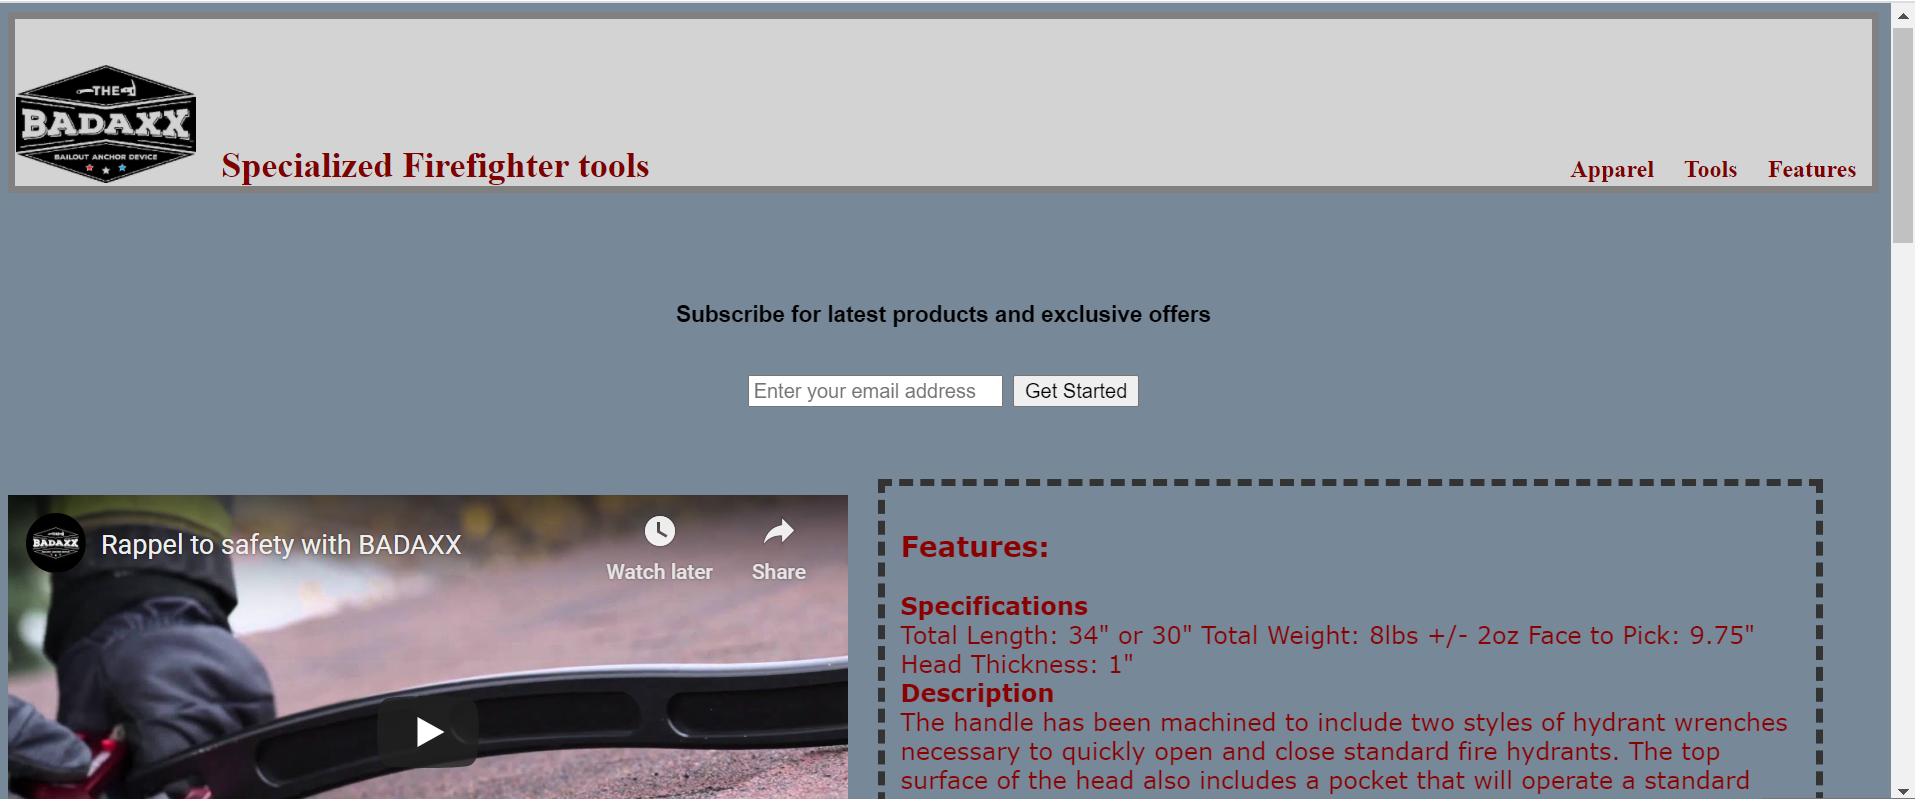 THE
BADAXX
BAILOUT ANCHOR DEVICE
Specialized Firefighter tools
Apparel Tools Features
Subscribe for latest products and exclusive offers
Enter your email address Get Started
BADAXX
Rappel to safety with BADAXX
Watch later Share
Features:
Specifications
Total Length: 34" or 30" Total Weight: 8lbs +/- 2oz Face to Pick: 9.75"
Head Thickness: 1"
Description
The handle has been machined to include two styles of hydrant wrenches
necessary to quickly open and close standard fire hydrants. The top
surface of the head also includes a pocket that will operate a standard